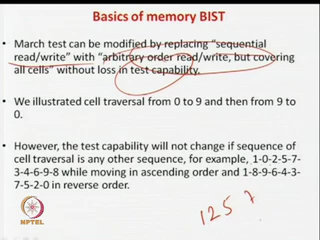 Basics of memory BIST
• March test can be modified by replacing "sequential
read/write" with "arbitrary order read/write, but covering
all cells" without loss in test capability.
• We illustrated cell traversal from 0 to 9 and then from 9 to
0.
• However, the test capability will not change if sequence of
cell traversal is any other sequence, for example, 1-0-2-5-7-
3-4-6-9-8 while moving in ascending order and 1-8-9-6-4-3-
7-5-2-0 in reverse order.
125 7
NPTEL